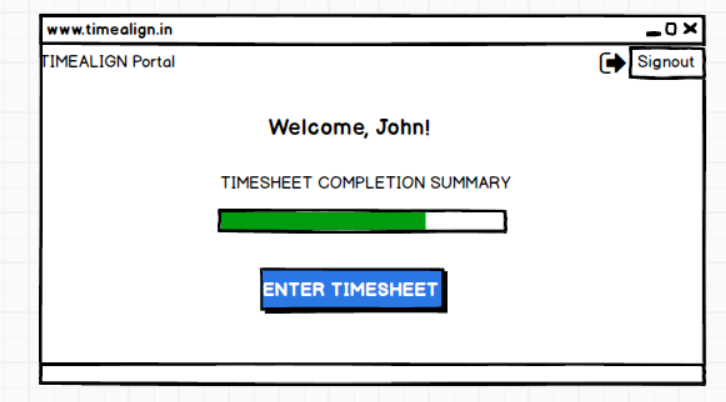 www.timealign.in
TIMEALIGN Portal
Signout
Welcome, John!
TIMESHEET COMPLETION SUMMARY
ENTER TIMESHEET